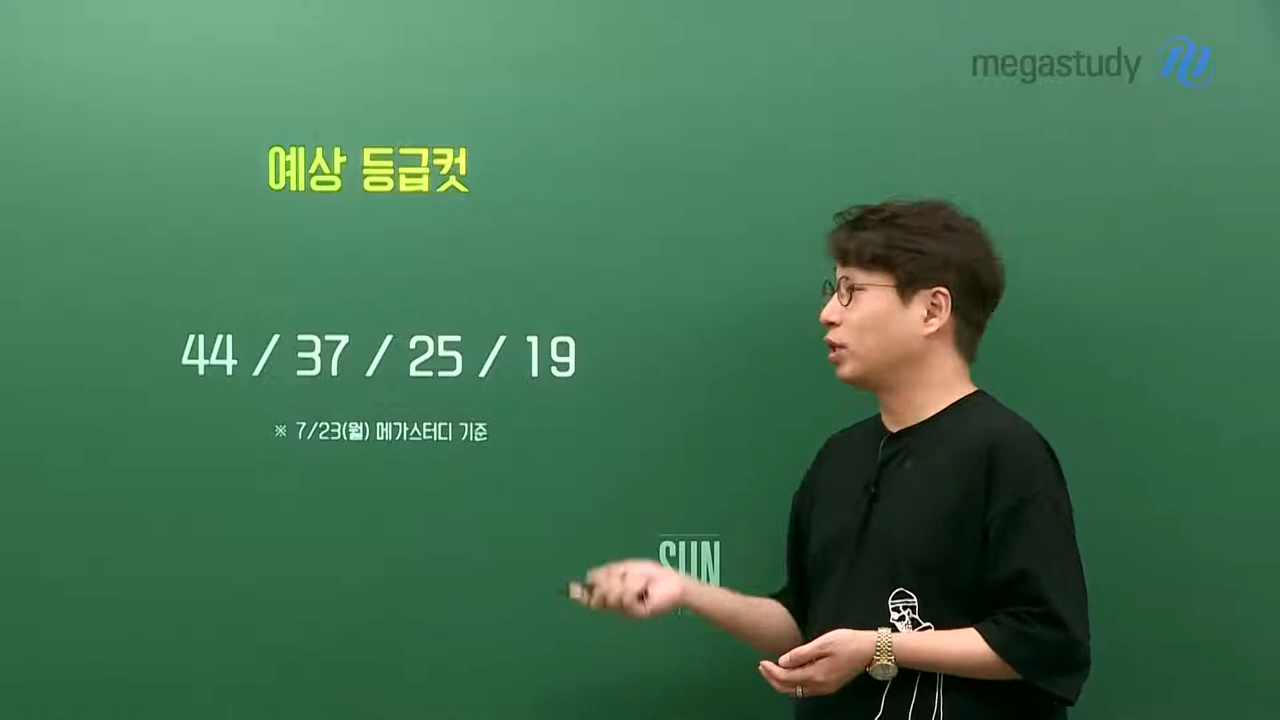 megastudy
예상 등급컷
44 / 37 / 25 / 19
※ 7/23(월) 메가스터디 기준
SUN